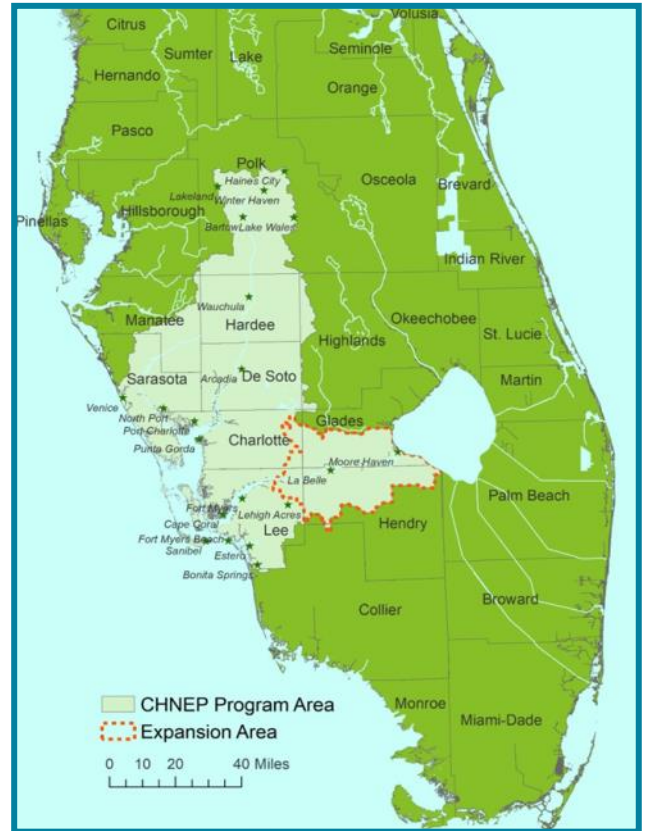 Volusia
Citrus
Sumter
Lake
Seminole
Hernando
Orange
Pasco
Polk
Haines City
Osceola
Brevard
Lakeland
Winter Haven
Hillsborough
Pinellas
Bartow
Lake Wales
Indian River
Wauchula
Okeechobee
Manatee
Hardee
St. Lucie
Highlands
Martin
Sarasota
Arcadia
De Soto
Venice
North Port
Glades
Port Charlotte
Charlotte
Punta Gorda
Moore Haven
La Belle
Palm Beach
Fort Myers
Lehigh Acres
Hendry
Cape Coral
Lee
Fort Myers Beach
Sanibel
Estero
Bonita Springs
Broward
Collier
CHNEP Program Area
Monroe
Miami-Dade
Expansion Area
0 10 20 40 Miles